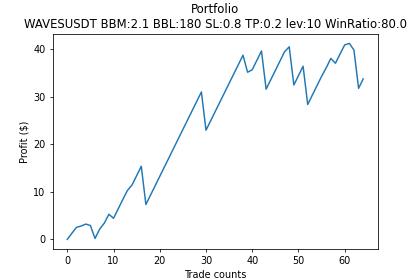 Portfolio
WAVESUSDT BBM:2.1 BBL:180 SL:0.8 TP:0.2 lev:10 WinRatio:80.0
40
30
20
10
0
Profit ($)
0 10 20 30 40 50 60
Trade counts